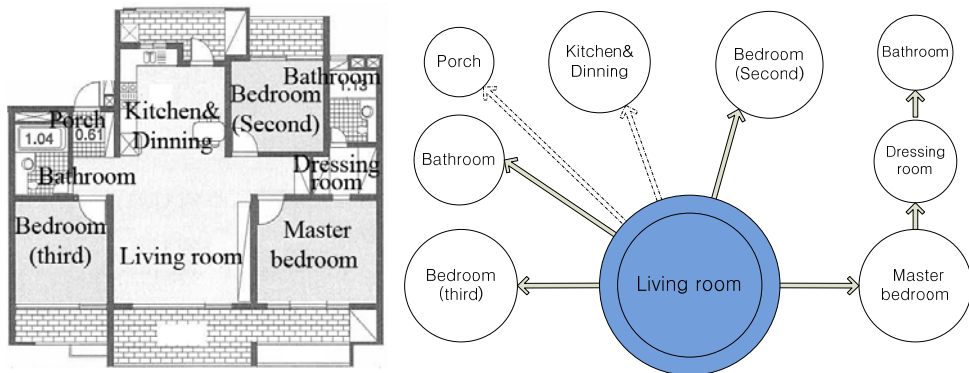 Bathroom
1.13
Bedroom
(Second)
Kitchen&
Dinning
Porch
0.61
1.04
Bathroom
Dressing
room
Bedroom
(third)
Living room
Master
bedroom
Porch
Kitchen&
Dinning
Bedroom
(Second)
Bathroom
Bathroom
Dressing
room
Bedroom
(third)
Living room
Master
bedroom